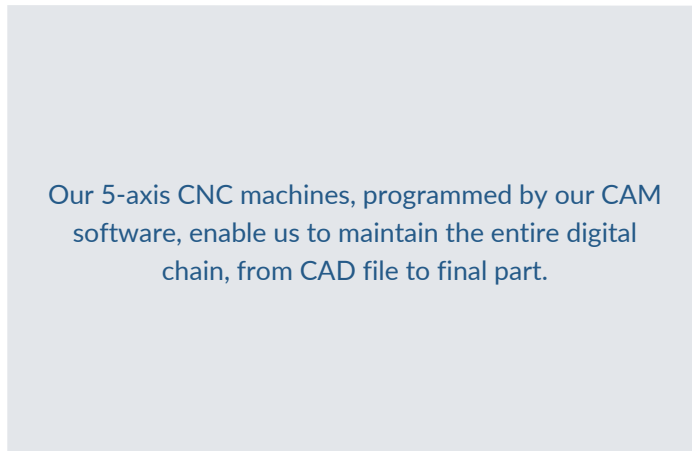 Our 5-axis CNC machines, programmed by our CAM
software, enable us to maintain the entire digital
chain, from CAD file to final part.